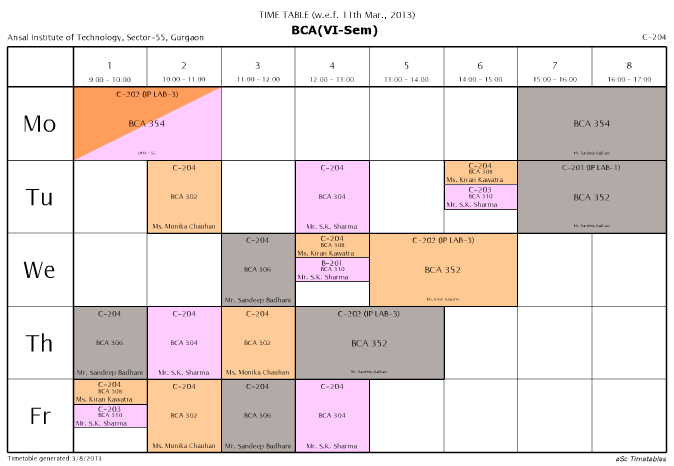 TIME TABLE (w.e.f. 11th Mar., 2013)
BCA(VI-Sem)
Ansal Institute of Technology, Sector-55, Gurgaon
C-204
1 2 3 4 5 6 7 8
9:00 - 10:00 10:00 - 11:00 11:00 - 12:00 12:00 - 13:00 13:00 - 14:00 14:00 - 15:00 15:00 - 16:00 16:00 - 17:00
Mo
C-202 (IP LAB-3)
BCA 354
BCA 354
Mr. Sandeep Badhani
Tu
C-204
BCA 302
Ms. Monika Chauhan
C-204
BCA 304
Mr. S.K. Sharma
C-204
BCA 308
Ms. Kiran Kawatra
C-203
BCA 310
Mr. S.K. Sharma
C-201 (IP LAB-1)
BCA 352
Mr. Sandeep Badhani
We
C-204
BCA 306
Mr. Sandeep Badhani
C-204
BCA 308
Ms. Kiran Kawatra
B-201
BCA 310
Mr. S.K. Sharma
C-202 (IP LAB-3)
BCA 352
Th
C-204
BCA 306
Mr. Sandeep Badhani
C-204
BCA 304
Mr. S.K. Sharma
C-204
BCA 302
Ms. Monika Chauhan
C-202 (IP LAB-3)
BCA 352
Mr. Sandeep Badhani
Fr
C-204
BCA 308
Ms. Kiran Kawatra
C-203
BCA 310
Mr. S.K. Sharma
C-204
BCA 302
Ms. Monika Chauhan
C-204
BCA 306
Mr. Sandeep Badhani
C-204
BCA 304
Mr. S.K. Sharma
Timetable generated:3/8/2013
aSc Timetables